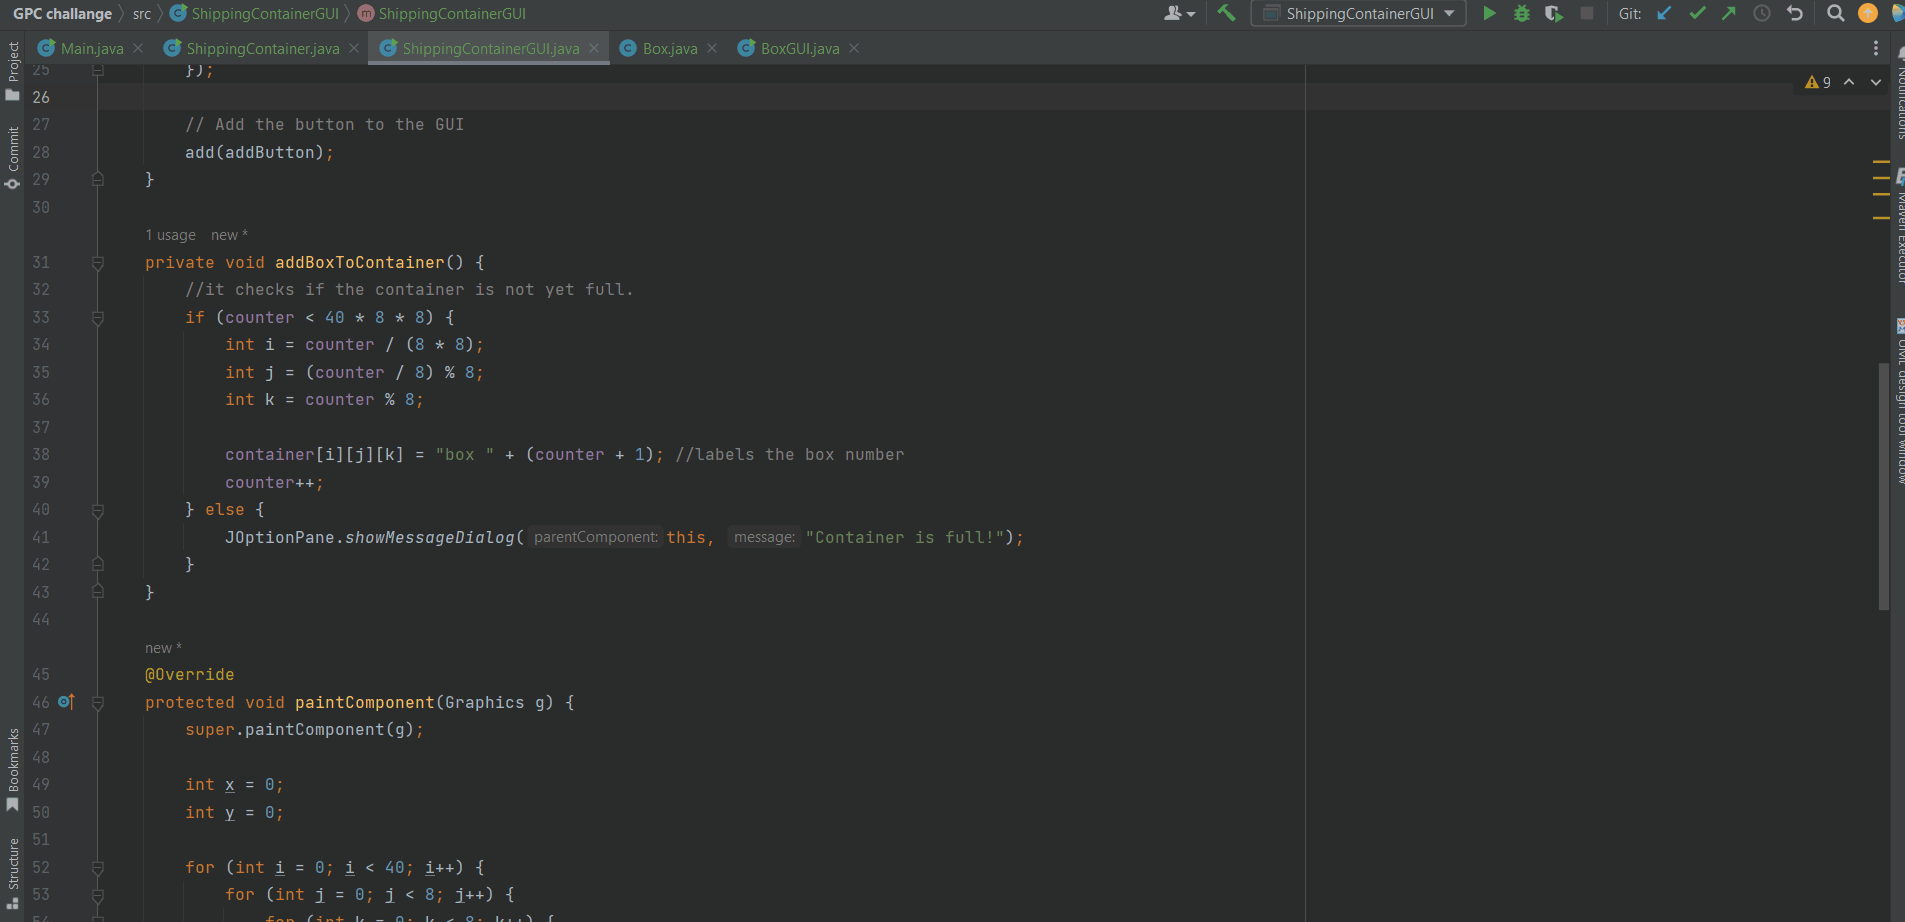 GPC challange src ShippingContainerGUI ShippingContainerGUI ShippingContainerGUI Git:
Main.java ShippingContainer.java ShippingContainerGUI.java Box.java BoxGUI.java
Project
Commit
Bookmarks
Structure
9
Notifications
Maven Executor
UML design tool window
25 });
26
27 // Add the button to the GUI
28 add(addButton);
29 }
30
1 usage new *
31 private void addBoxToContainer() {
32 //it checks if the container is not yet full.
33 if (counter < 40 * 8 * 8) {
34 int i = counter / (8 * 8);
35 int j = (counter / 8) % 8;
36 int k = counter % 8;
37
38 container[i][j][k] = "box " + (counter + 1); //labels the box number
39 counter++;
40 } else {
41 JOptionPane.showMessageDialog( parentComponent: this, message: "Container is full!");
42 }
43 }
44
new *
45 @Override
46 protected void paintComponent(Graphics g) {
47 super.paintComponent(g);
48
49 int x = 0;
50 int y = 0;
51
52 for (int i = 0; i < 40; i++) {
53 for (int j = 0; j < 8; j++) {
54 for (int k = 0; k < 8; k++) {